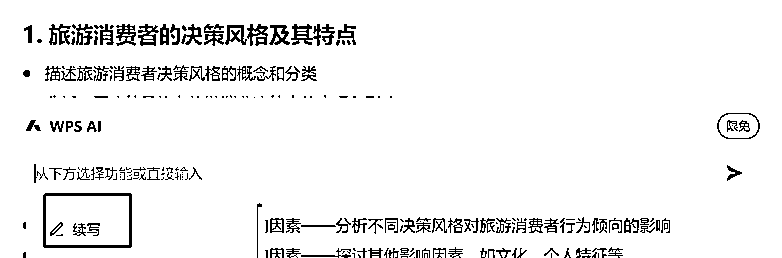 1. 旅游消费者的决策风格及其特点
• 描述旅游消费者决策风格的概念和分类
WPS AI 限免
从下方选择功能或直接输入
因素——分析不同决策风格对旅游消费者行为倾向的影响
续写
因素——探讨其他影响因素，如文化、个人特征等